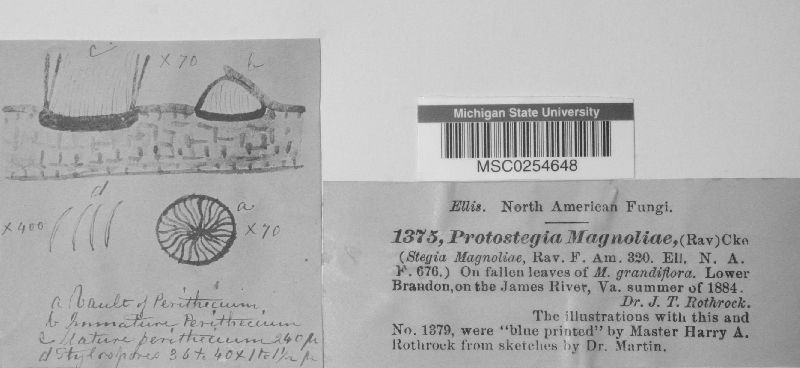 c
× 70
b
d
× 400
a
× 70
a Vault of Perithecium
b Immature Perithecium
c Mature perithecium 240 µ
d Stylospores 36 to 40 × 1 to 1½ µ
Michigan State University
MSC0254648
Ellis. North American Fungi.
1375, Protostegia Magnoliae, (Rav) Cke
(Stegia Magnoliae, Rav. F. Am. 320. Ell. N. A.
F. 676.) On fallen leaves of M. grandiflora. Lower
Brandon, on the James River, Va. summer of 1884.
Dr. J. T. Rothrock.
The illustrations with this and
No. 1379, were "blue printed" by Master Harry A.
Rothrock from sketches by Dr. Martin.